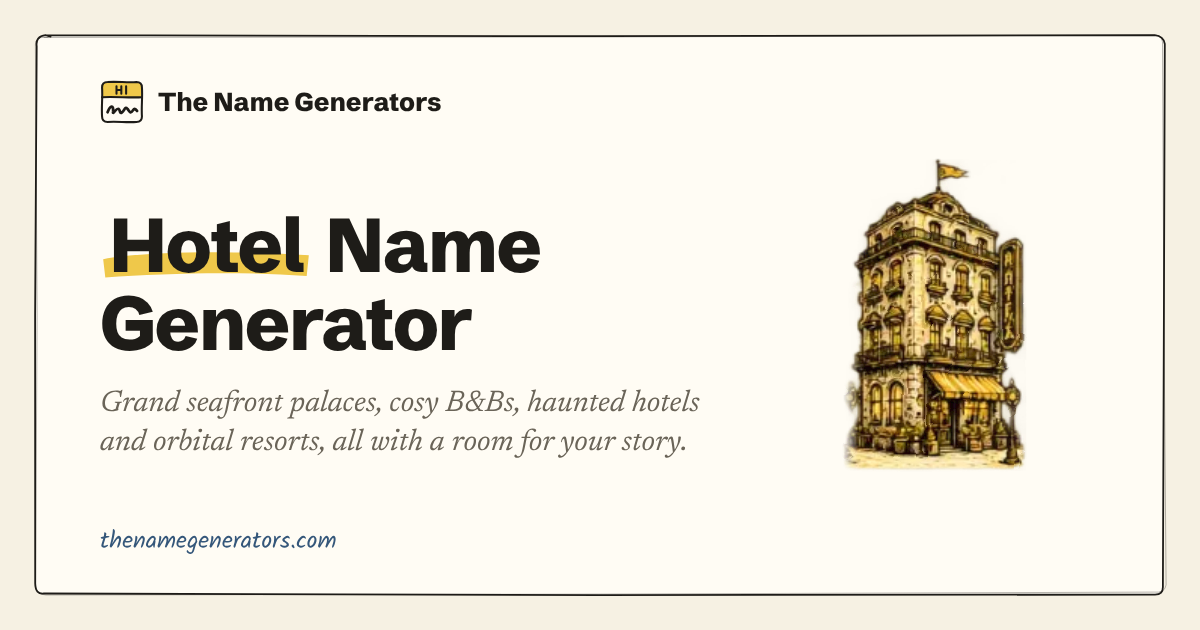 HI
The Name Generators
Hotel Name
Generator
Grand seafront palaces, cosy B&Bs, haunted hotels
and orbital resorts, all with a room for your story.
thenamegenerators.com